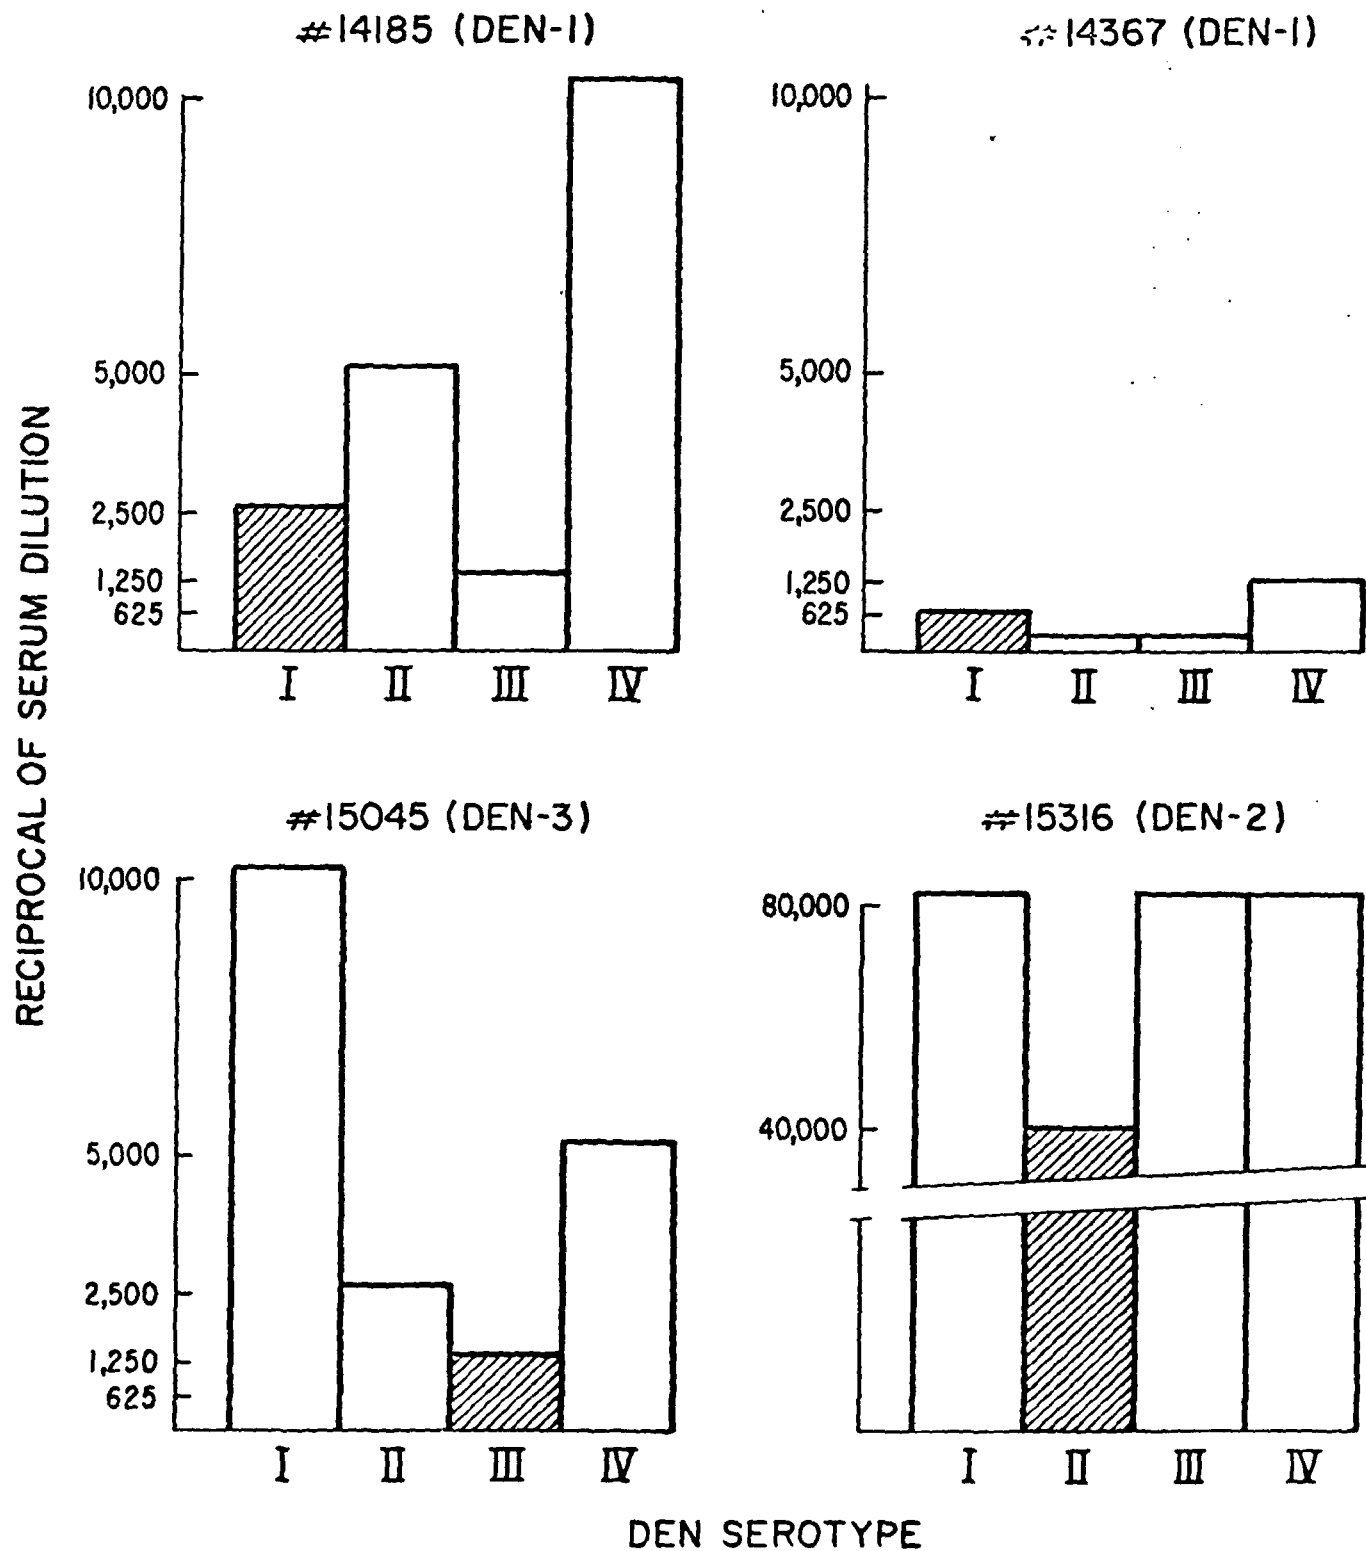 #14185 (DEN-1)
10,000
5,000
2,500
1,250
625
I II III IV
#14367 (DEN-1)
10,000
5,000
2,500
1,250
625
I II III IV
RECIPROCAL OF SERUM DILUTION
#15045 (DEN-3)
10,000
5,000
2,500
1,250
625
I II III IV
#15316 (DEN-2)
80,000
40,000
I II III IV
DEN SEROTYPE